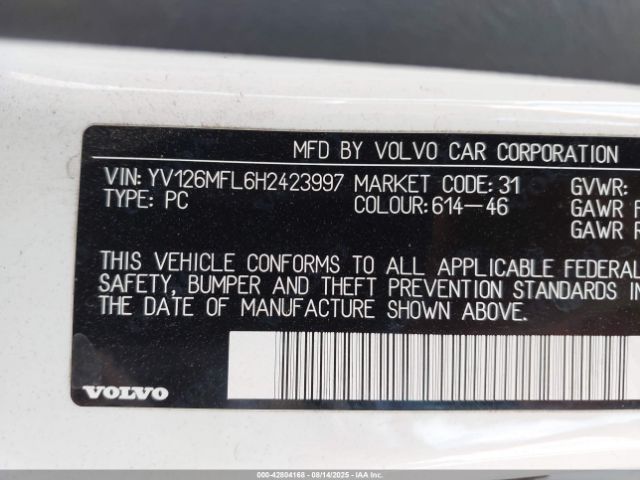 MFD BY VOLVO CAR CORPORATION
VIN: YV126MFL6H2423997 MARKET CODE: 31 GVWR:
TYPE: PC COLOUR: 614-46 GAWR F
GAWR R
THIS VEHICLE CONFORMS TO ALL APPLICABLE FEDERAL
SAFETY, BUMPER AND THEFT PREVENTION STANDARDS IN
THE DATE OF MANUFACTURE SHOWN ABOVE.
VOLVO
000-42804168 | 08/14/2025 | IAAI.COM